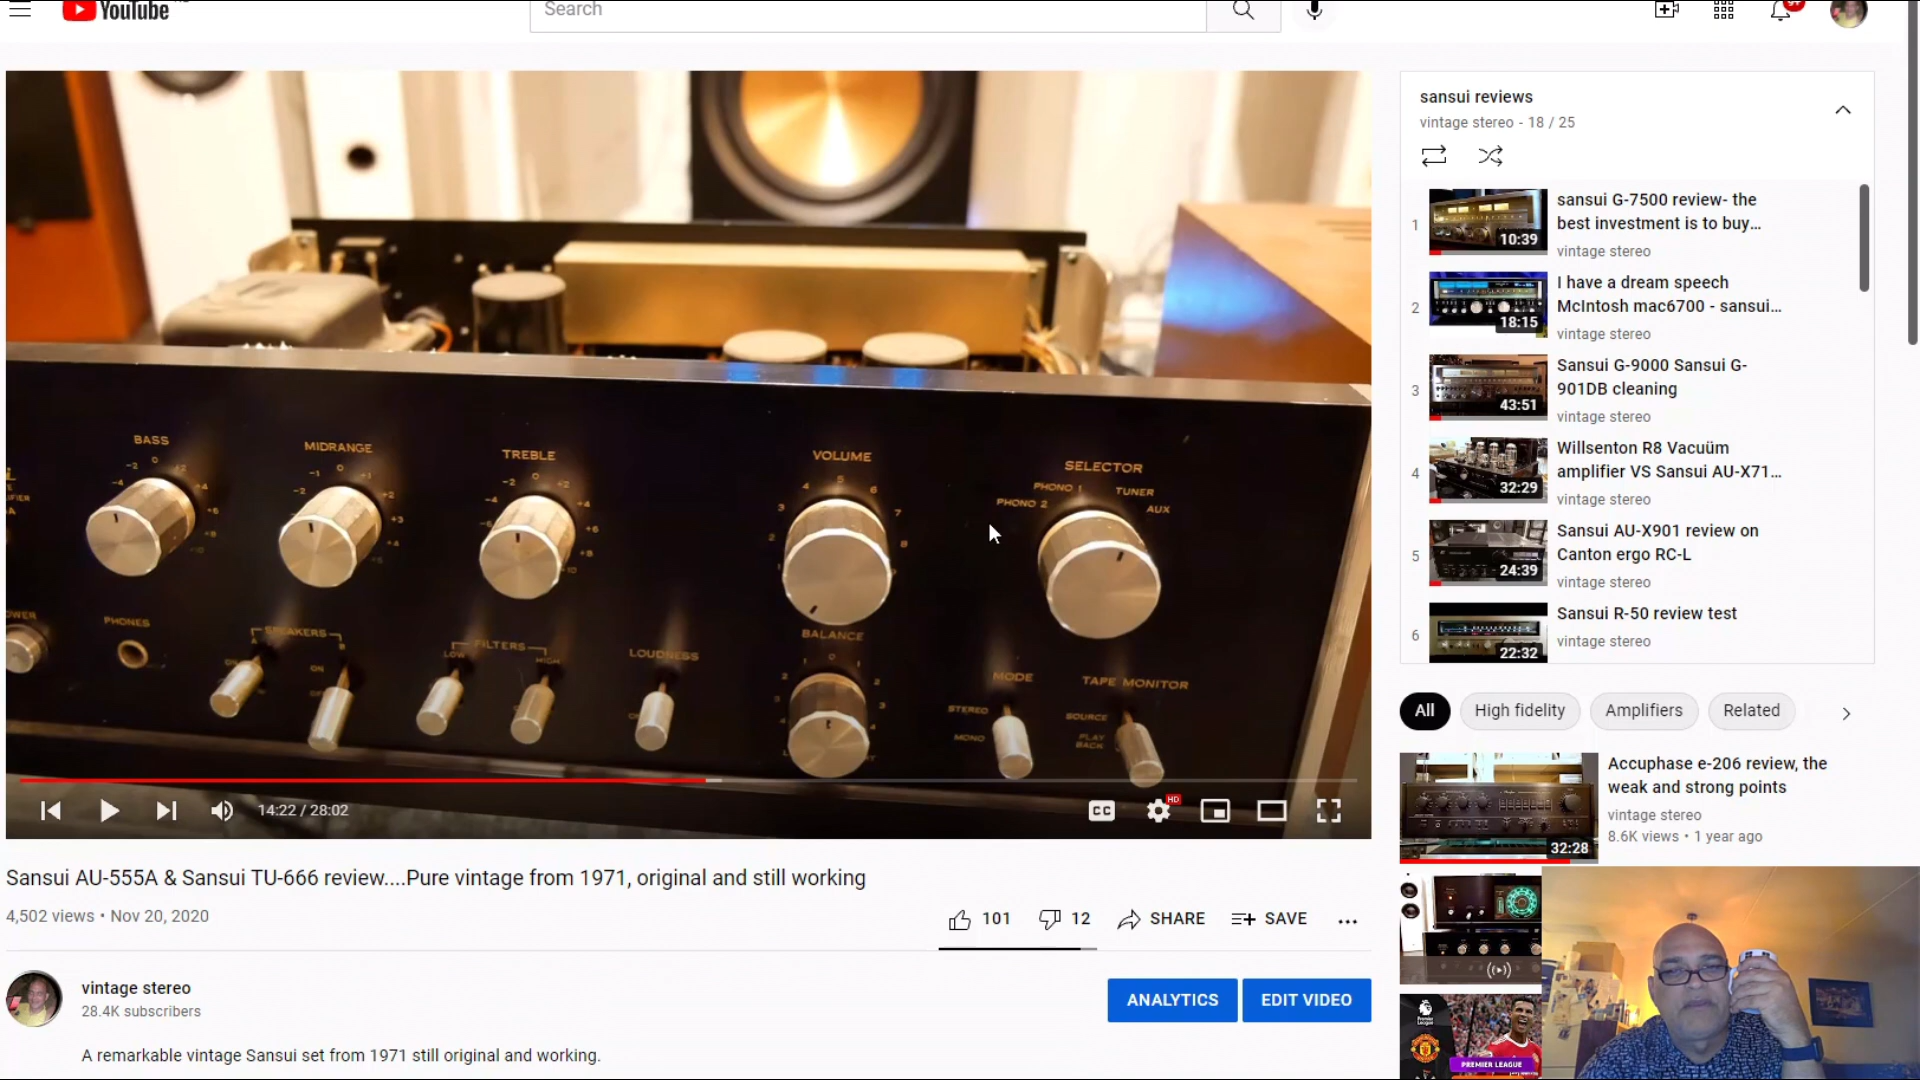 YouTube
Search
9+
BASS
MIDRANGE
TREBLE
VOLUME
SELECTOR
PHONO 1
TUNER
PHONO 2
AUX
PHONES
SPEAKERS
FILTERS
LOW
HIGH
LOUDNESS
BALANCE
MODE
TAPE MONITOR
STEREO
SOURCE
MONO
PLAY
BACK
14:22 / 28:02
CC
HD
Sansui AU-555A & Sansui TU-666 review....Pure vintage from 1971, original and still working
4,502 views • Nov 20, 2020
101
12
SHARE
SAVE
vintage stereo
28.4K subscribers
ANALYTICS
EDIT VIDEO
A remarkable vintage Sansui set from 1971 still original and working.
sansui reviews
vintage stereo - 18 / 25
1
10:39
sansui G-7500 review- the
best investment is to buy...
vintage stereo
2
18:15
I have a dream speech
McIntosh mac6700 - sansui...
vintage stereo
3
43:51
Sansui G-9000 Sansui G-
901DB cleaning
vintage stereo
4
32:29
Willsenton R8 Vacuüm
amplifier VS Sansui AU-X71...
vintage stereo
5
24:39
Sansui AU-X901 review on
Canton ergo RC-L
vintage stereo
6
22:32
Sansui R-50 review test
vintage stereo
All
High fidelity
Amplifiers
Related
32:28
Accuphase e-206 review, the
weak and strong points
vintage stereo
8.6K views • 1 year ago
Premier
League
PREMIER LEAGUE